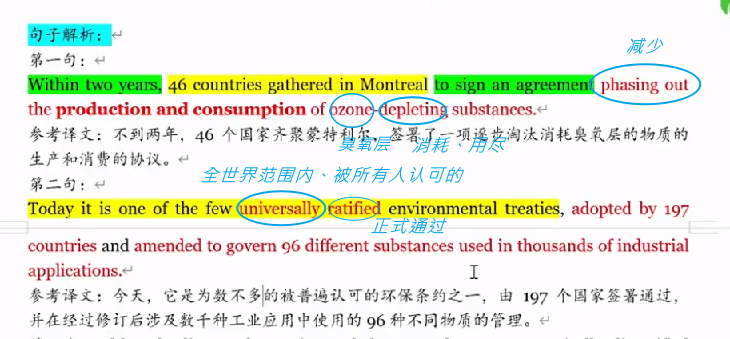 句子解析：
第一句：
减少
Within two years, 46 countries gathered in Montreal to sign an agreement phasing out
the production and consumption of ozone-depleting substances.
臭氧层 消耗、用尽
参考译文：不到两年，46 个国家齐聚蒙特利尔，签署了一项逐步淘汰消耗臭氧层的物质的
生产和消费的协议。
第二句：
全世界范围内、被所有人认可的
Today it is one of the few universally ratified environmental treaties, adopted by 197
正式通过
countries and amended to govern 96 different substances used in thousands of industrial
applications.
参考译文：今天，它是为数不多的被普遍认可的环保条约之一，由 197 个国家签署通过，
并在经过修订后涉及数千种工业应用中使用的 96 种不同物质的管理。